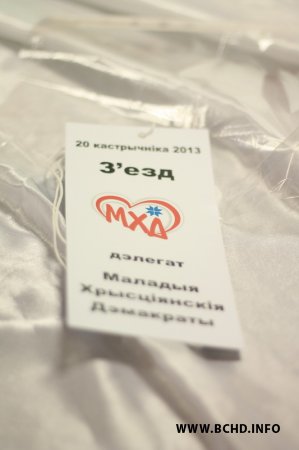 20 кастрычніка 2013
З’езд
МХД
дэлегат
Маладыя
Хрысціянскія
Дэмакраты
WWW.BCHD.INFO